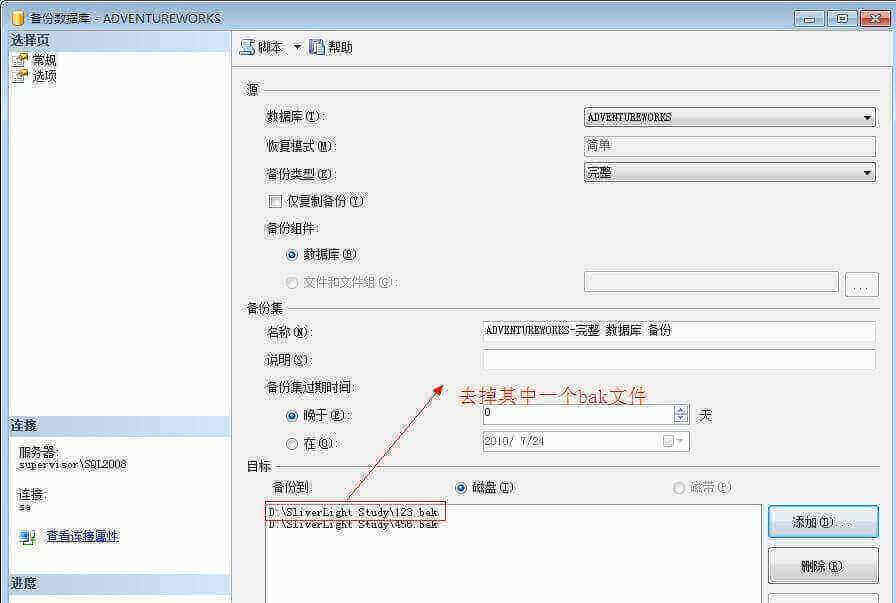 备份数据库 - ADVENTUREWORKS
选择页
常规
选项
脚本 帮助
源
数据库(T): ADVENTUREWORKS
恢复模式(M): 简单
备份类型(E): 完整
仅复制备份(Y)
备份组件:
数据库(B)
文件和文件组(G): ...
备份集
名称(N): ADVENTUREWORKS-完整 数据库 备份
说明(S):
备份集过期时间:
去掉其中一个bak文件
晚于(E): 0 天
在(O): 2010/ 7/24
目标
备份到: 磁盘(I) 磁带(P)
D:\SliverLight Study\123.bak
D:\SliverLight Study\456.bak
添加(D)...
删除(R)
连接
服务器:
supervisor\SQL2008
连接:
sa
查看连接属性
进度